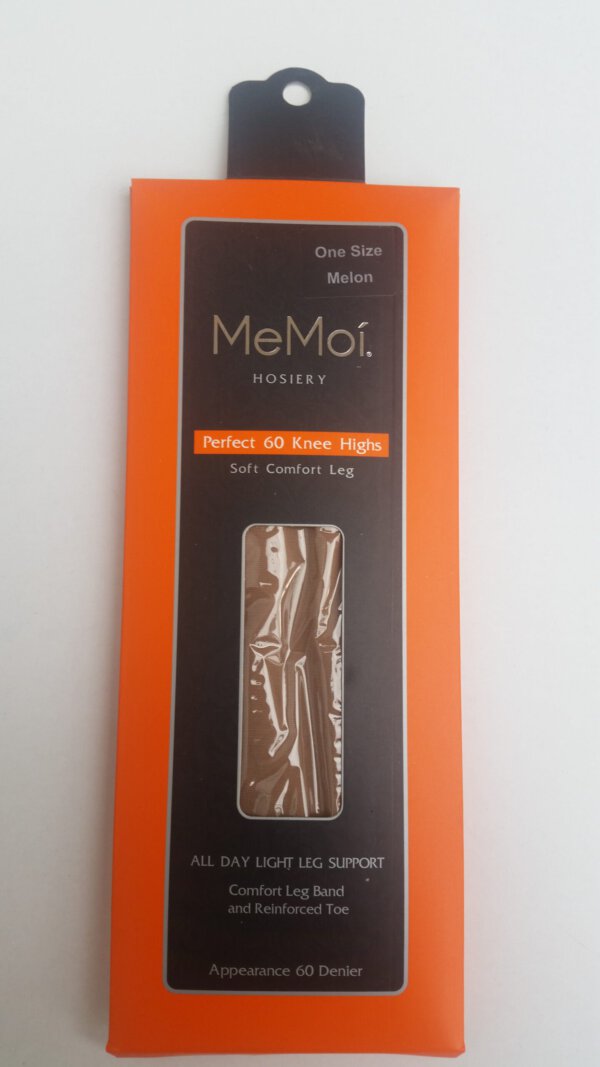 One Size
Melon
MeMoí®
HOSIERY
Perfect 60 Knee Highs
Soft Comfort Leg
ALL DAY LIGHT LEG SUPPORT
Comfort Leg Band
and Reinforced Toe
Appearance 60 Denier